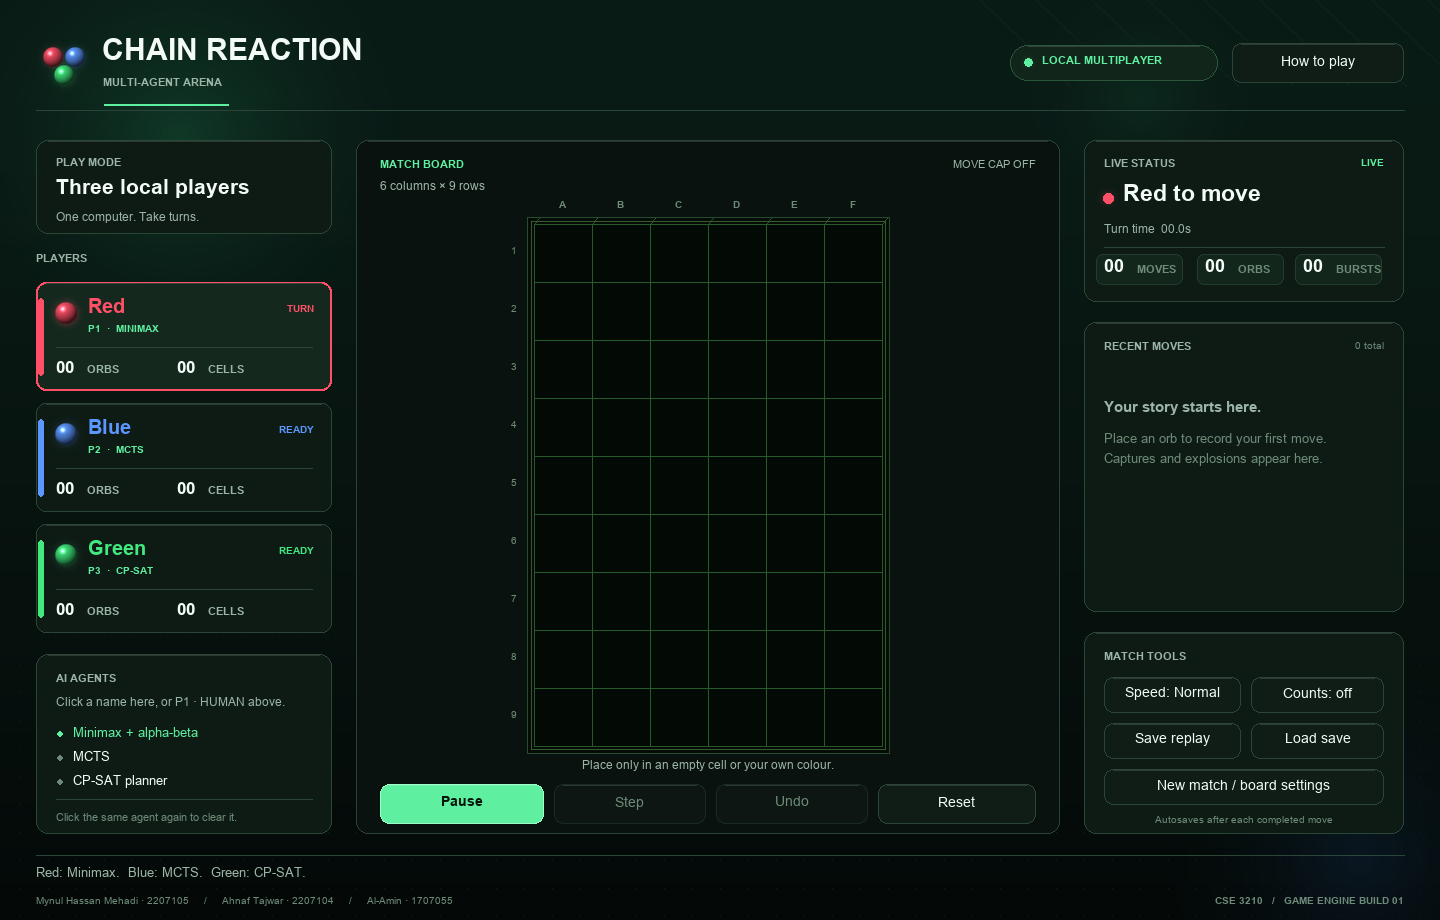 CHAIN REACTION
MULTI-AGENT ARENA
LOCAL MULTIPLAYER
How to play
PLAY MODE
Three local players
One computer. Take turns.
PLAYERS
Red
TURN
P1 · MINIMAX
00 ORBS 00 CELLS
Blue
READY
P2 · MCTS
00 ORBS 00 CELLS
Green
READY
P3 · CP-SAT
00 ORBS 00 CELLS
AI AGENTS
Click a name here, or P1 · HUMAN above.
Minimax + alpha-beta
MCTS
CP-SAT planner
Click the same agent again to clear it.
MATCH BOARD
MOVE CAP OFF
6 columns × 9 rows
A B C D E F
1
2
3
4
5
6
7
8
9
Place only in an empty cell or your own colour.
Pause
Step
Undo
Reset
LIVE STATUS
LIVE
Red to move
Turn time 00.0s
00 MOVES 00 ORBS 00 BURSTS
RECENT MOVES
0 total
Your story starts here.
Place an orb to record your first move.
Captures and explosions appear here.
MATCH TOOLS
Speed: Normal
Counts: off
Save replay
Load save
New match / board settings
Autosaves after each completed move
Red: Minimax. Blue: MCTS. Green: CP-SAT.
Mynul Hassan Mehadi · 2207105 / Ahnaf Tajwar · 2207104 / Al-Amin · 1707055
CSE 3210 / GAME ENGINE BUILD 01